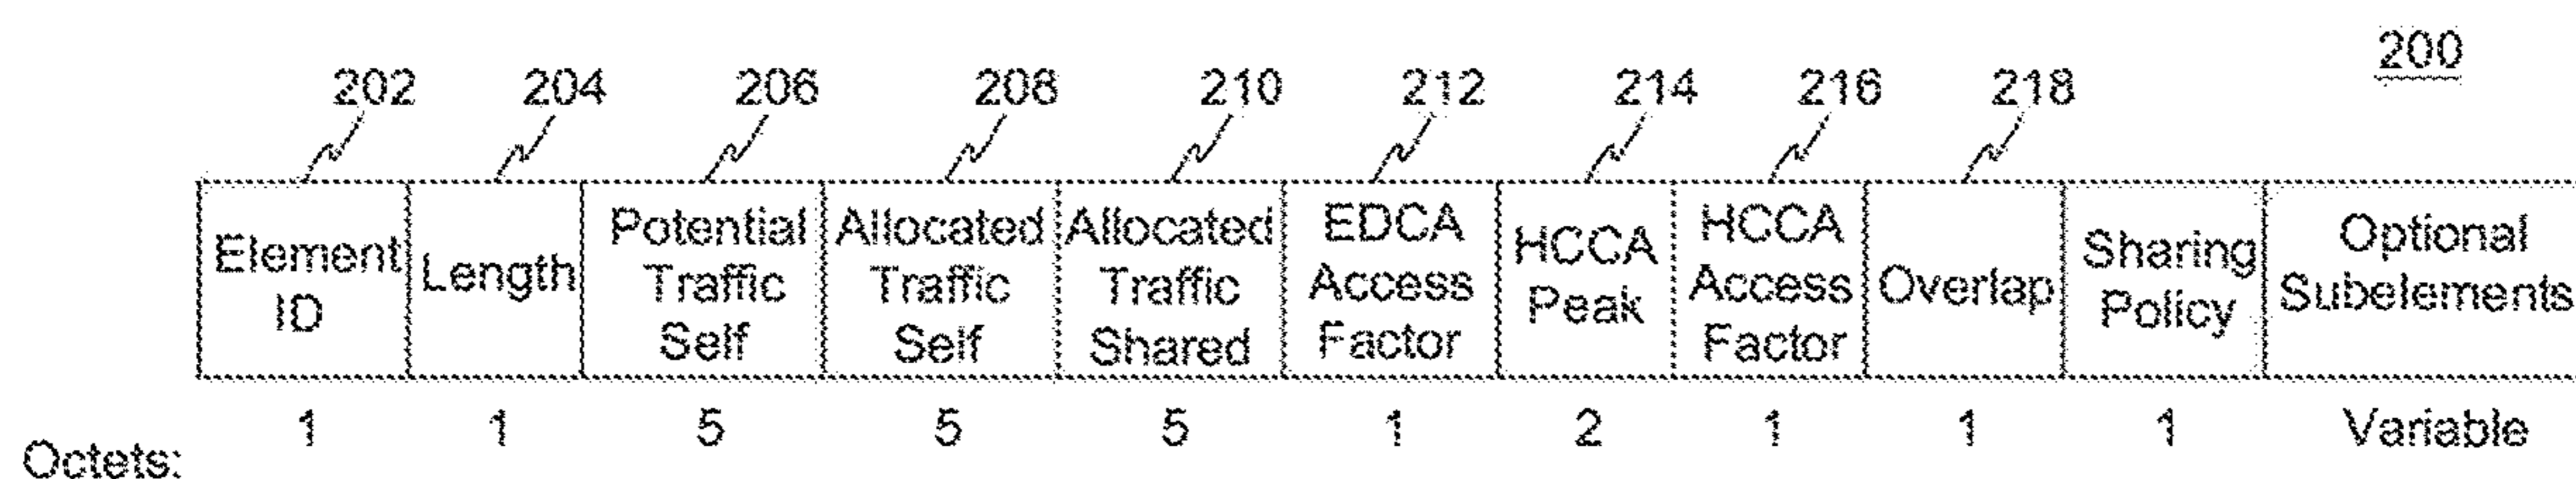 200
202 204 206 208 210 212 214 216 218
Element ID
Length
Potential Traffic Self
Allocated Traffic Self
Allocated Traffic Shared
EDCA Access Factor
HCCA Peak
HCCA Access Factor
Overlap
Sharing Policy
Optional Subelements
Octets: 1 1 5 5 5 1 2 1 1 1 Variable